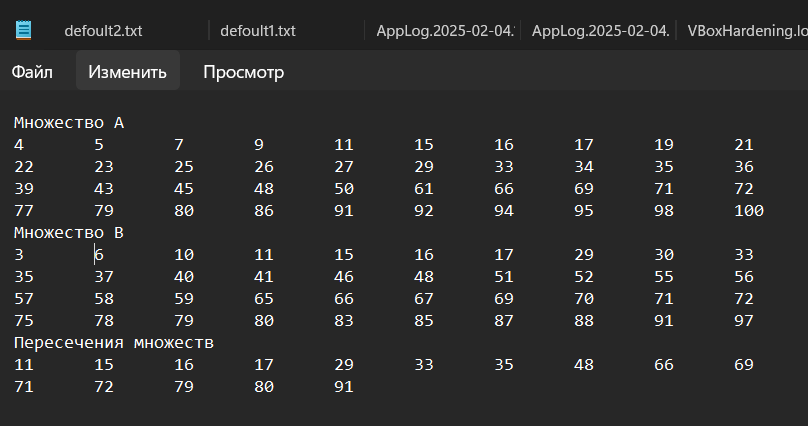 defoult2.txt defoult1.txt AppLog.2025-02-04. AppLog.2025-02-04. VBoxHardening.lo
Файл Изменить Просмотр
Множество A
4 5 7 9 11 15 16 17 19 21
22 23 25 26 27 29 33 34 35 36
39 43 45 48 50 61 66 69 71 72
77 79 80 86 91 92 94 95 98 100
Множество B
3 6 10 11 15 16 17 29 30 33
35 37 40 41 46 48 51 52 55 56
57 58 59 65 66 67 69 70 71 72
75 78 79 80 83 85 87 88 91 97
Пересечения множеств
11 15 16 17 29 33 35 48 66 69
71 72 79 80 91